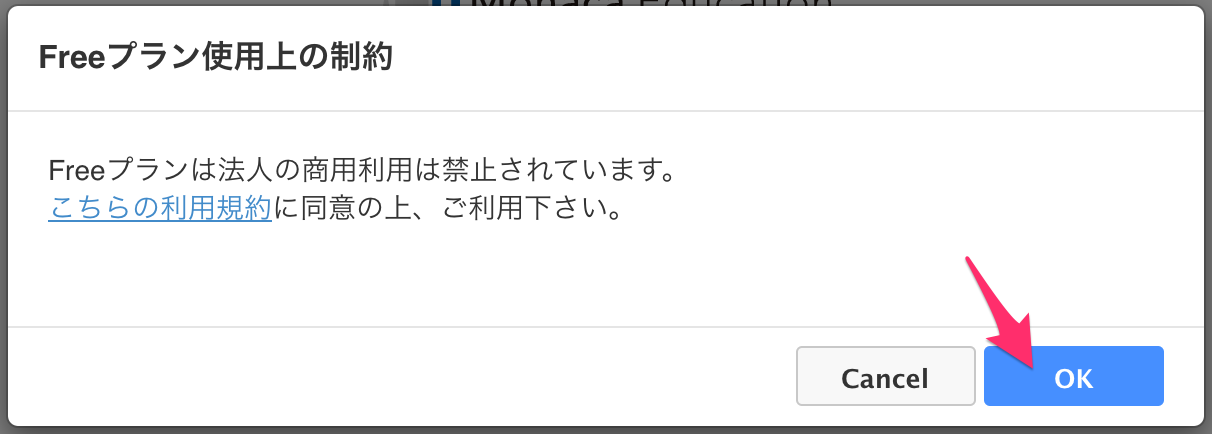 Monaca Education
Freeプラン使用上の制約
Freeプランは法人の商用利用は禁止されています。
こちらの利用規約に同意の上、ご利用下さい。
Cancel
OK